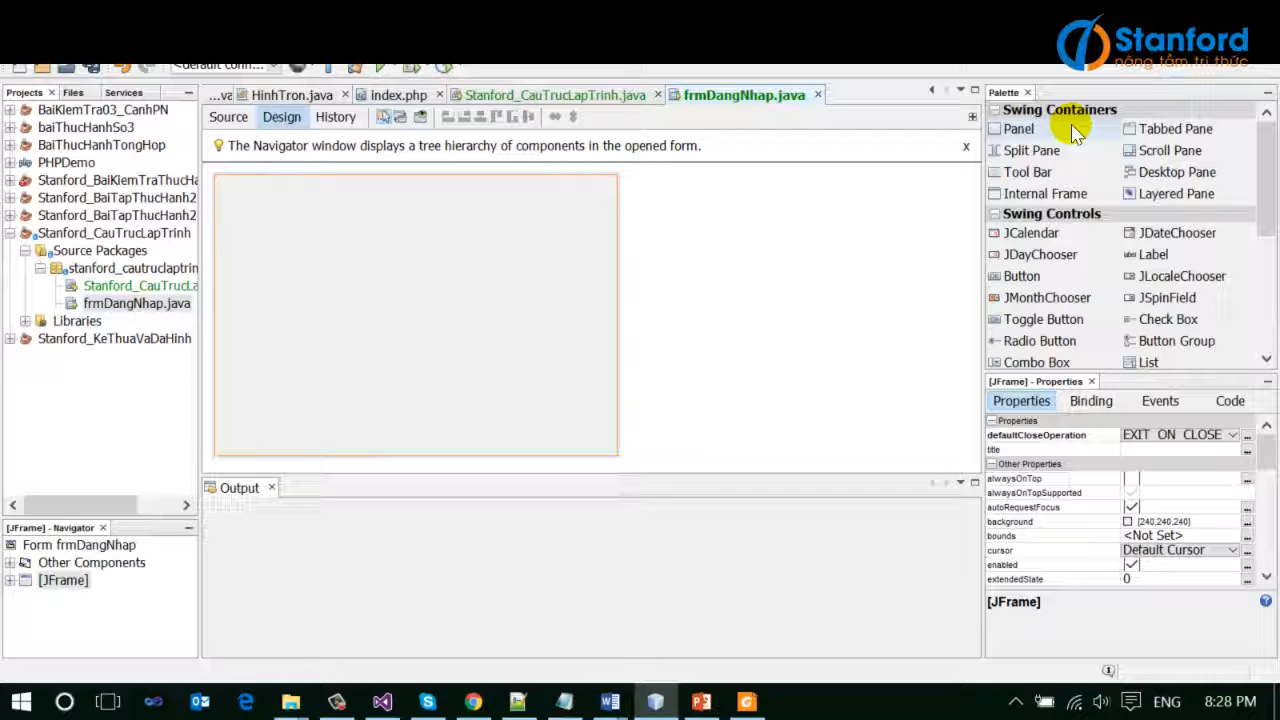 Stanford
nâng tầm tri thức
<default conn...
Projects
Files
Services
...va
HinhTron.java
index.php
Stanford_CauTrucLapTrinh.java
frmDangNhap.java
Palette
BaiKiemTra03_CanhPN
baiThucHanhSo3
BaiThucHanhTongHop
PHPDemo
Stanford_BaiKiemTraThucHa
Stanford_BaiTapThucHanh2
Stanford_BaiTapThucHanh2
Stanford_CauTrucLapTrinh
Source Packages
stanford_cautruclaptrin
Stanford_CauTrucLa
frmDangNhap.java
Libraries
Stanford_KeThuaVaDaHinh
Source
Design
History
The Navigator window displays a tree hierarchy of components in the opened form.
x
Swing Containers
Panel
Tabbed Pane
Split Pane
Scroll Pane
Tool Bar
Desktop Pane
Internal Frame
Layered Pane
Swing Controls
JCalendar
JDateChooser
JDayChooser
Label
Button
JLocaleChooser
JMonthChooser
JSpinField
Toggle Button
Check Box
Radio Button
Button Group
Combo Box
List
[JFrame] - Properties
Properties
Binding
Events
Code
Properties
defaultCloseOperation
EXIT_ON_CLOSE
title
Other Properties
alwaysOnTop
alwaysOnTopSupported
autoRequestFocus
background
[240,240,240]
bounds
<Not Set>
cursor
Default Cursor
enabled
extendedState
0
[JFrame]
Output
[JFrame] - Navigator
Form frmDangNhap
Other Components
[JFrame]
1
ENG
8:28 PM